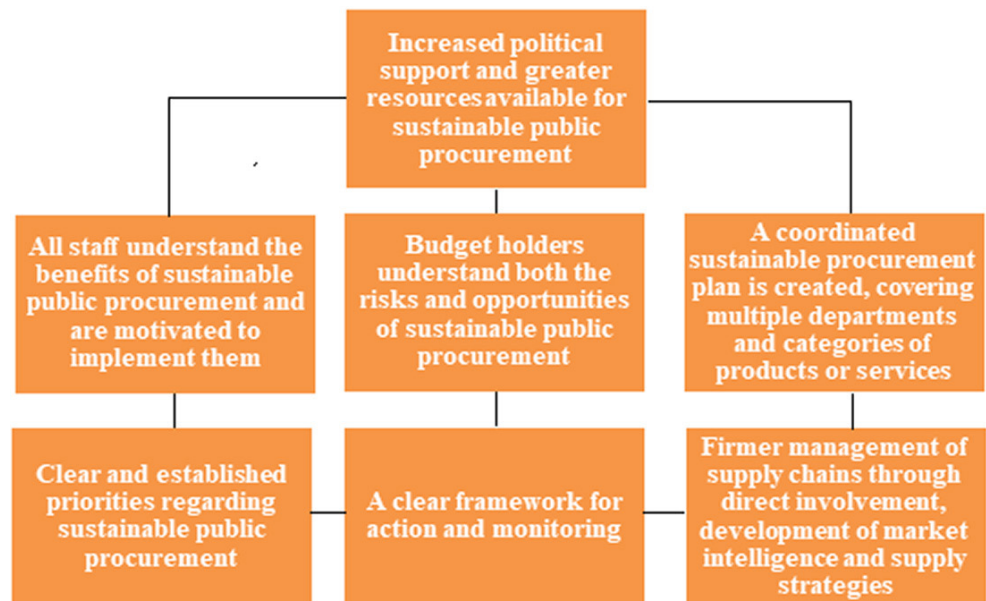 Increased political
support and greater
resources available for
sustainable public
procurement
All staff understand the
benefits of sustainable
public procurement and
are motivated to
implement them
Budget holders
understand both the
risks and opportunities
of sustainable public
procurement
A coordinated
sustainable procurement
plan is created, covering
multiple departments
and categories of
products or services
Clear and established
priorities regarding
sustainable public
procurement
A clear framework for
action and monitoring
Firmer management of
supply chains through
direct involvement,
development of market
intelligence and supply
strategies